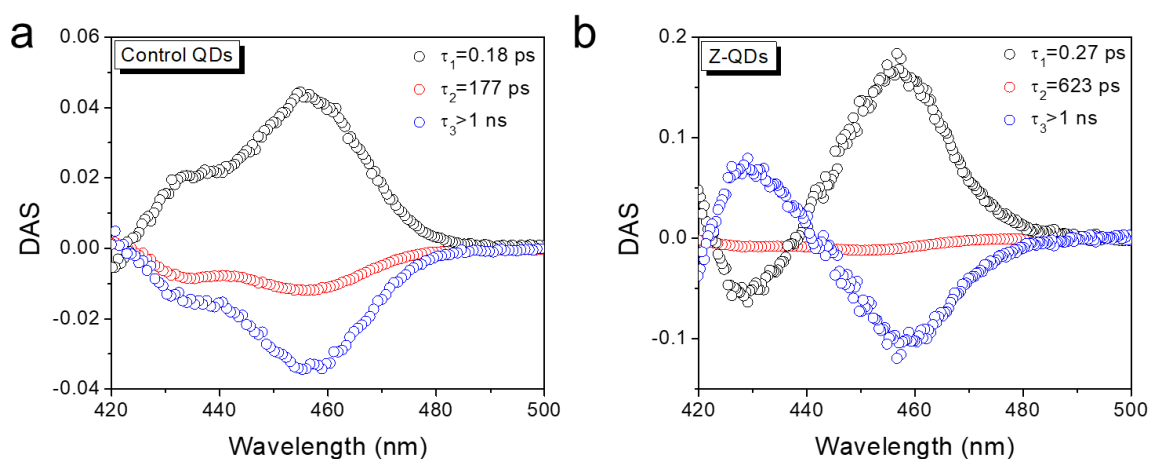 a
Control QDs
τ1=0.18 ps
τ2=177 ps
τ3>1 ns
0.06
0.04
0.02
0.00
-0.02
-0.04
DAS
420 440 460 480 500
Wavelength (nm)
b
Z-QDs
τ1=0.27 ps
τ2=623 ps
τ3>1 ns
0.2
0.1
0.0
-0.1
DAS
420 440 460 480 500
Wavelength (nm)